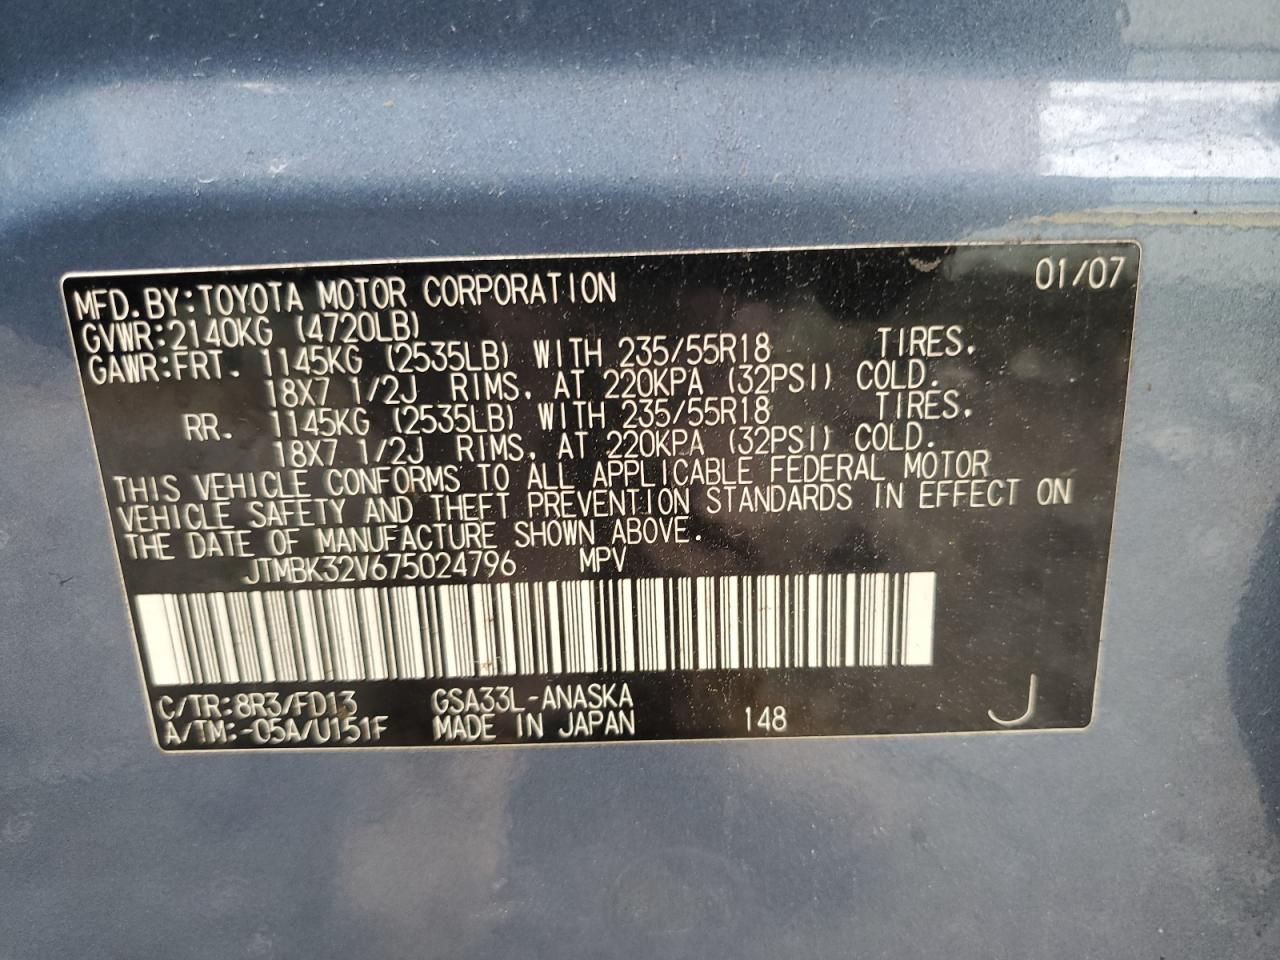 MFD.BY:TOYOTA MOTOR CORPORATION 01/07
GVWR:2140KG (4720LB)
GAWR:FRT. 1145KG (2535LB) WITH 235/55R18 TIRES.
18X7 1/2J RIMS, AT 220KPA (32PSI) COLD.
RR. 1145KG (2535LB) WITH 235/55R18 TIRES.
18X7 1/2J RIMS, AT 220KPA (32PSI) COLD.
THIS VEHICLE CONFORMS TO ALL APPLICABLE FEDERAL MOTOR
VEHICLE SAFETY AND THEFT PREVENTION STANDARDS IN EFFECT ON
THE DATE OF MANUFACTURE SHOWN ABOVE.
JTMBK32V675024796 MPV
C/TR:8R3/FD13 GSA33L-ANASKA
A/TM:-05A/U151F MADE IN JAPAN 148 J